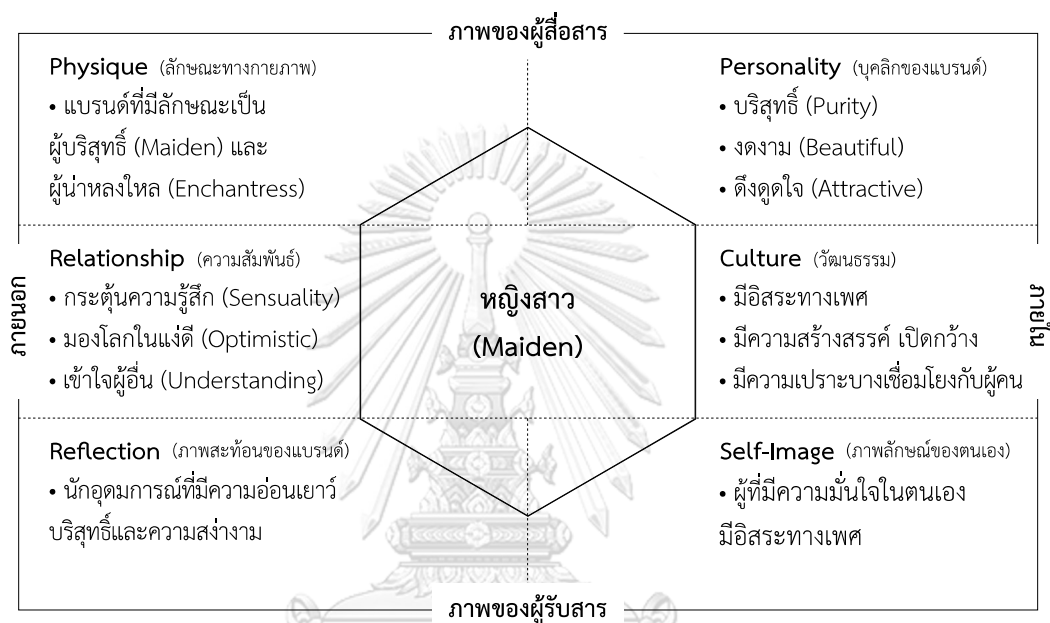 ภาพของผู้สื่อสาร
Physique (ลักษณะทางกายภาพ)
• แบรนด์ที่มีลักษณะเป็น
ผู้บริสุทธิ์ (Maiden) และ
ผู้น่าหลงใหล (Enchantress)
Personality (บุคลิกของแบรนด์)
• บริสุทธิ์ (Purity)
• งดงาม (Beautiful)
• ดึงดูดใจ (Attractive)
ภายนอก
Relationship (ความสัมพันธ์)
• กระตุ้นความรู้สึก (Sensuality)
• มองโลกในแง่ดี (Optimistic)
• เข้าใจผู้อื่น (Understanding)
หญิงสาว
(Maiden)
Culture (วัฒนธรรม)
• มีอิสระทางเพศ
• มีความสร้างสรรค์ เปิดกว้าง
• มีความเปราะบางเชื่อมโยงกับผู้คน
ภายใน
Reflection (ภาพสะท้อนของแบรนด์)
• นักอุดมการณ์ที่มีความอ่อนเยาว์
บริสุทธิ์และความสง่างาม
Self-Image (ภาพลักษณ์ของตนเอง)
• ผู้ที่มีความมั่นใจในตนเอง
มีอิสระทางเพศ
ภาพของผู้รับสาร